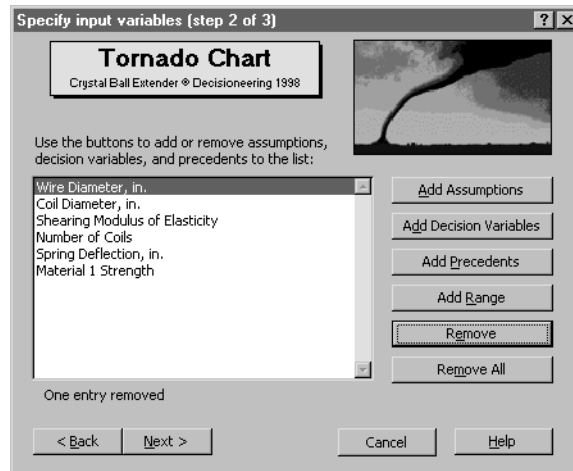 Specify input variables (step 2 of 3)
Tornado Chart
Crystal Ball Extender ® Decisioneering 1998
Use the buttons to add or remove assumptions,
decision variables, and precedents to the list:
Wire Diameter, in.
Coil Diameter, in.
Shearing Modulus of Elasticity
Number of Coils
Spring Deflection, in.
Material 1 Strength
One entry removed
Add Assumptions
Add Decision Variables
Add Precedents
Add Range
Remove
Remove All
< Back
Next >
Cancel
Help